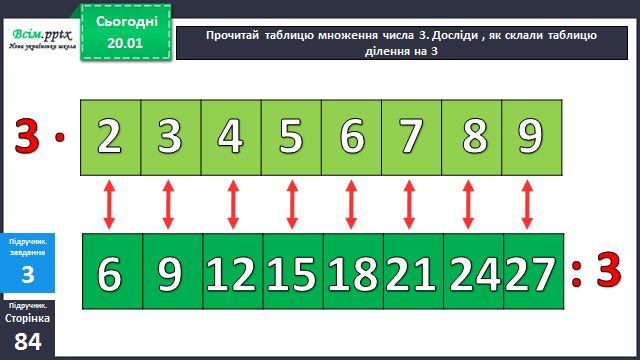 Всім.pptx
Нова українська школа
Сьогодні
20.01
Прочитай таблицю множення числа 3. Досліди , як склали таблицю
ділення на 3
3 · 2 3 4 5 6 7 8 9
6 9 12 15 18 21 24 27 : 3
Підручник.
завдання
3
Підручник.
Сторінка
84